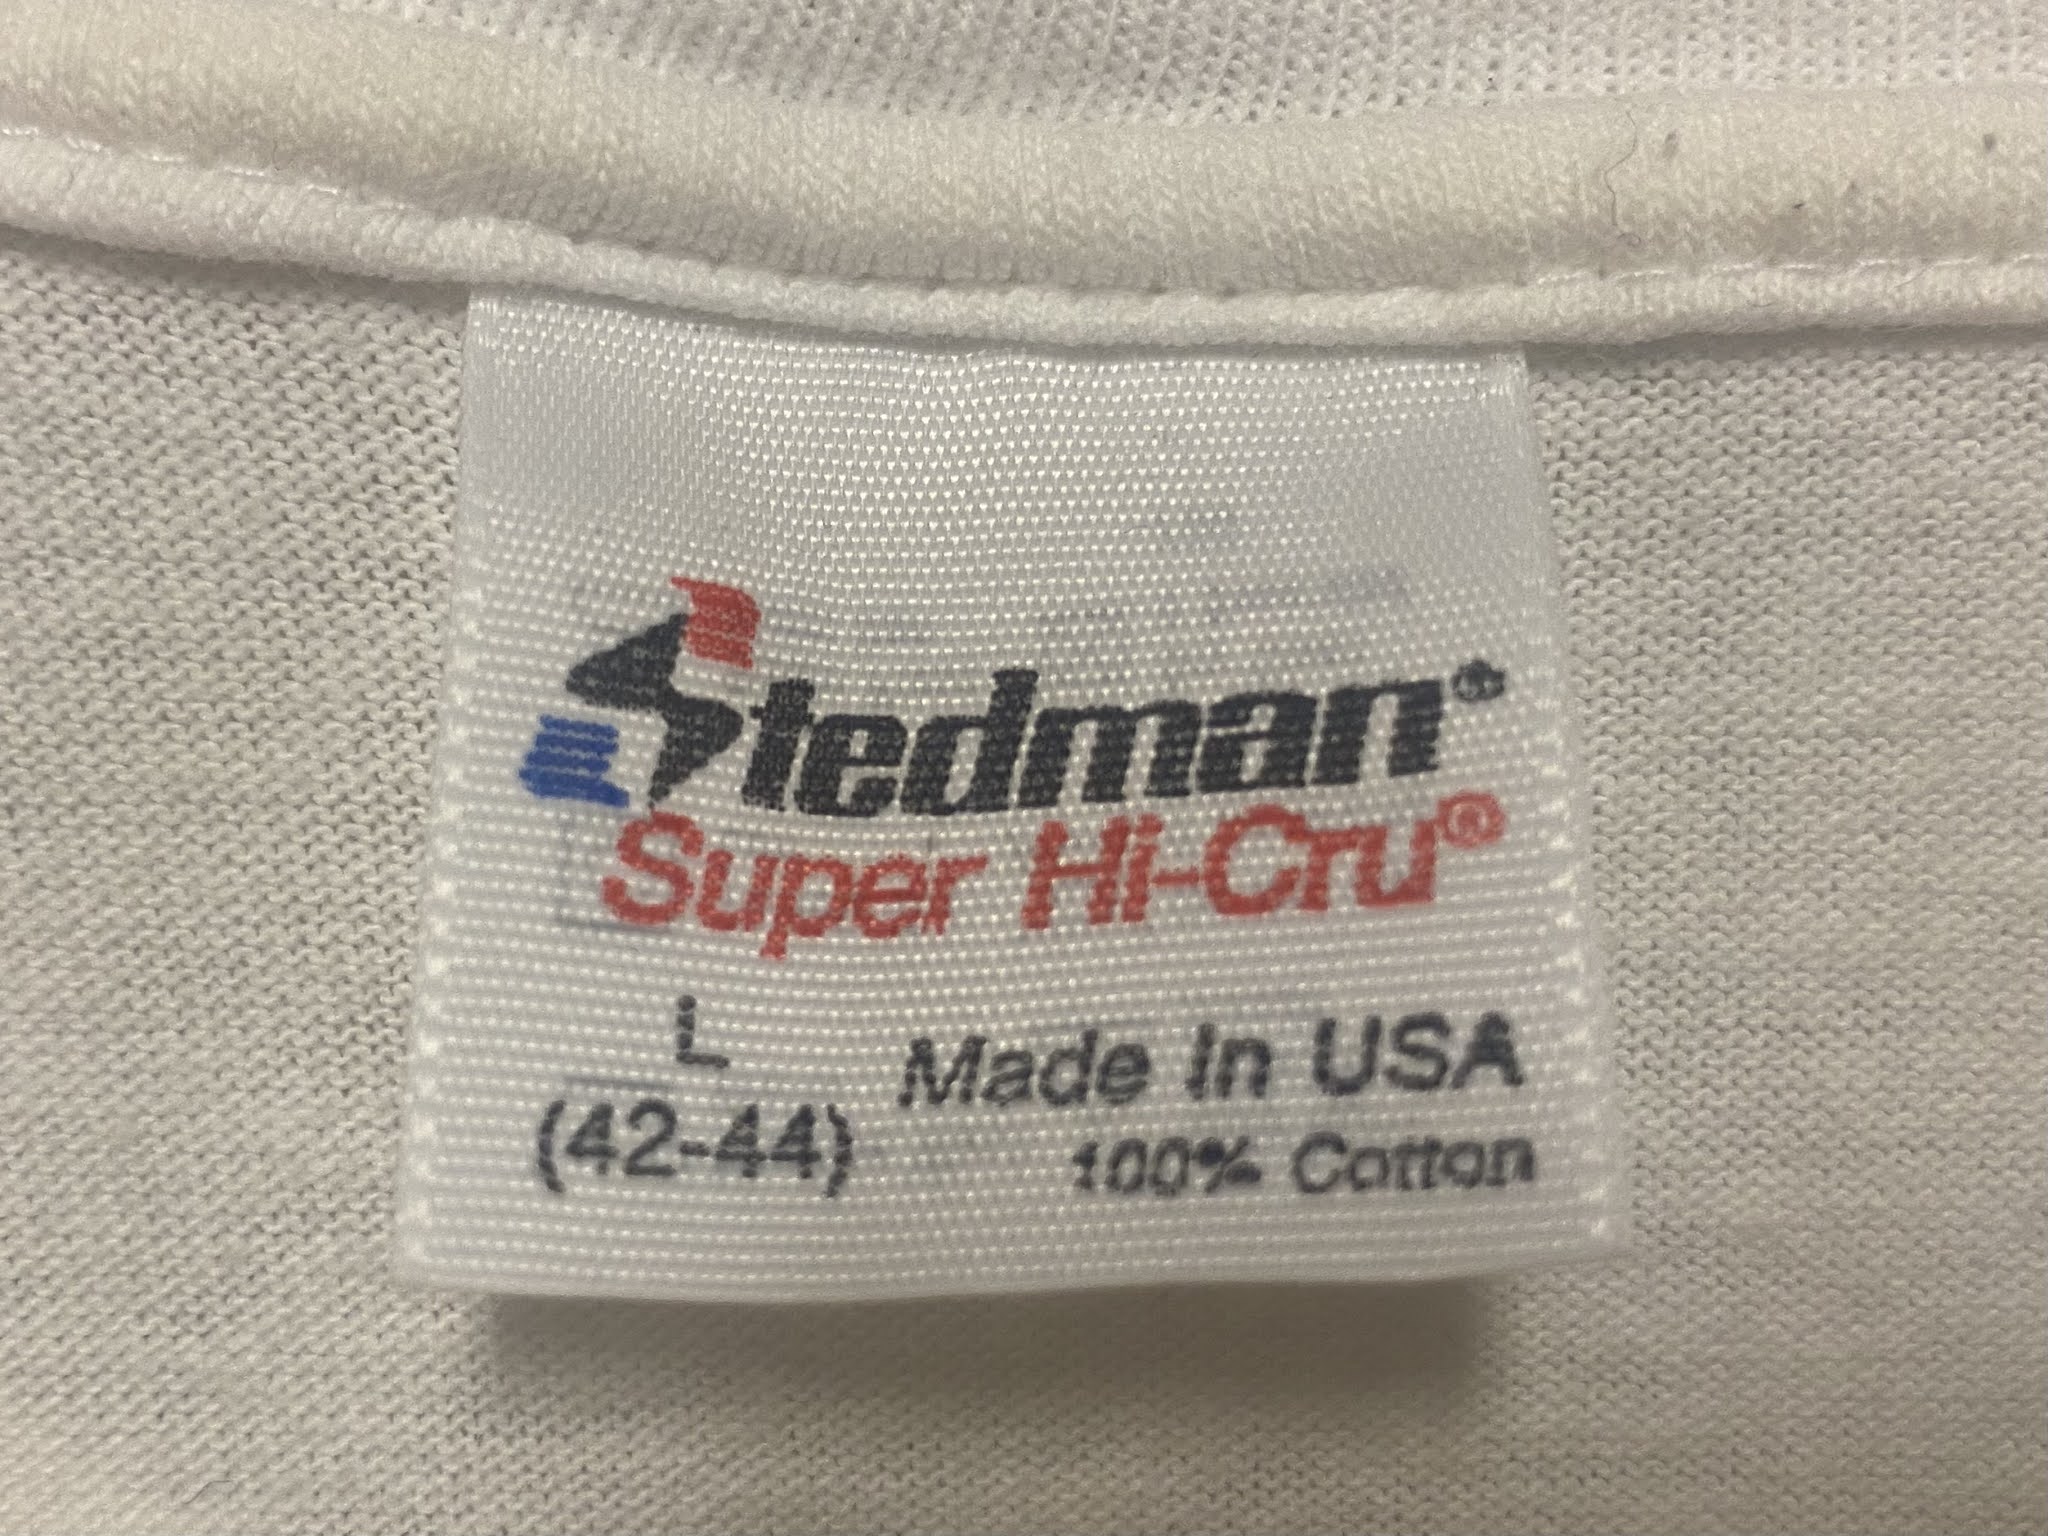 Stedman®
Super Hi-Cru®
L
(42-44)
Made In USA
100% Cotton